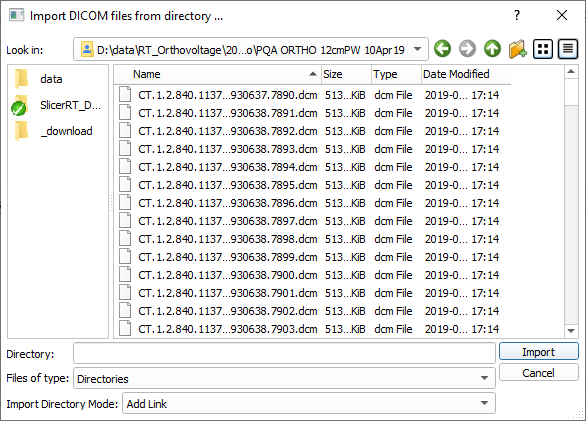 Import DICOM files from directory ...
Look in: D:\data\RT_Orthovoltage\20...o\PQA ORTHO 12cmPW 10Apr19
data
SlicerRT_D...
_download
Name Size Type Date Modified
CT.1.2.840.1137...930637.7890.dcm 513...KiB dcm File 2019-0... 17:14
CT.1.2.840.1137...930638.7891.dcm 513...KiB dcm File 2019-0... 17:14
CT.1.2.840.1137...930638.7892.dcm 513...KiB dcm File 2019-0... 17:14
CT.1.2.840.1137...930638.7893.dcm 513...KiB dcm File 2019-0... 17:14
CT.1.2.840.1137...930638.7894.dcm 513...KiB dcm File 2019-0... 17:14
CT.1.2.840.1137...930638.7895.dcm 513...KiB dcm File 2019-0... 17:14
CT.1.2.840.1137...930638.7896.dcm 513...KiB dcm File 2019-0... 17:14
CT.1.2.840.1137...930638.7897.dcm 513...KiB dcm File 2019-0... 17:14
CT.1.2.840.1137...930638.7898.dcm 513...KiB dcm File 2019-0... 17:14
CT.1.2.840.1137...930638.7899.dcm 513...KiB dcm File 2019-0... 17:14
CT.1.2.840.1137...930638.7900.dcm 513...KiB dcm File 2019-0... 17:14
CT.1.2.840.1137...930638.7901.dcm 513...KiB dcm File 2019-0... 17:14
CT.1.2.840.1137...930638.7902.dcm 513...KiB dcm File 2019-0... 17:14
CT.1.2.840.1137...930638.7903.dcm 513...KiB dcm File 2019-0... 17:14
Directory:
Import
Files of type: Directories
Cancel
Import Directory Mode: Add Link